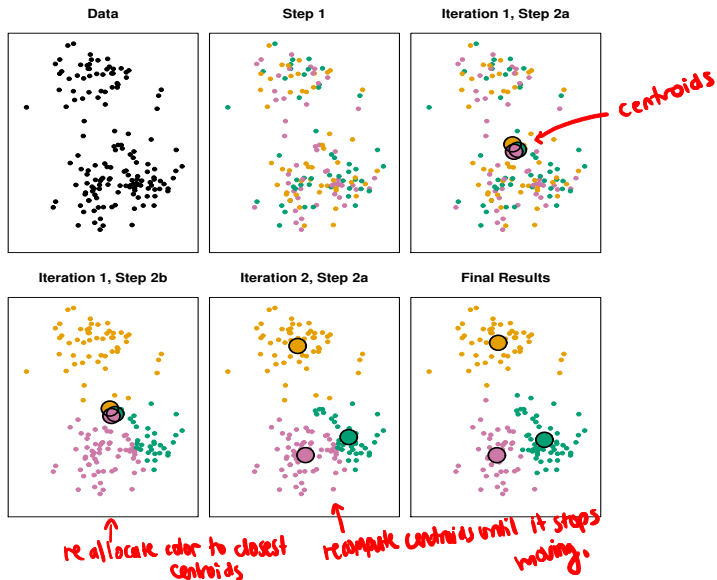 Data
Step 1
Iteration 1, Step 2a
centroids
Iteration 1, Step 2b
Iteration 2, Step 2a
Final Results
re allocate color to closest
centroids
recompute centroids until it stops
moving.